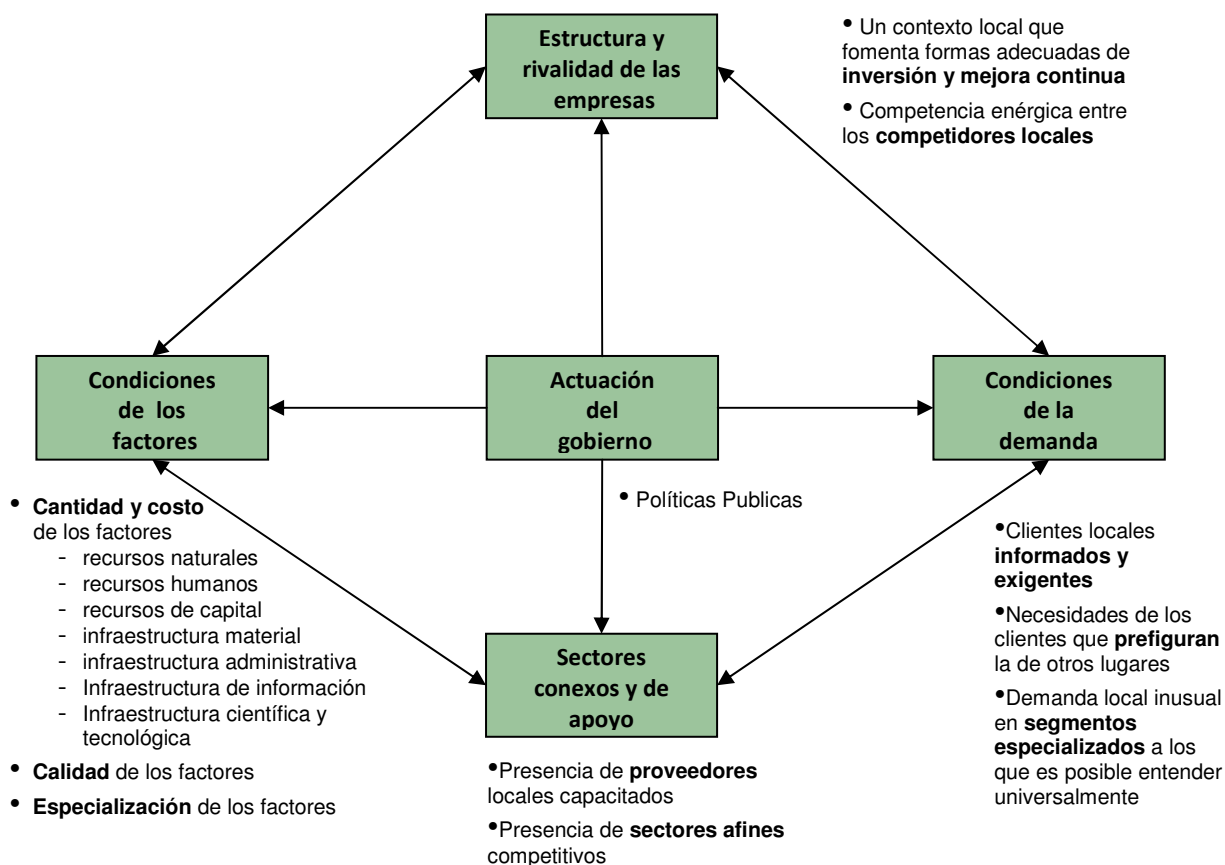 Estructura y
rivalidad de las
empresas
• Un contexto local que
fomenta formas adecuadas de
inversión y mejora continua
• Competencia enérgica entre
los competidores locales
Condiciones
de los
factores
Actuación
del
gobierno
Condiciones
de la
demanda
• Cantidad y costo
de los factores
- recursos naturales
- recursos humanos
- recursos de capital
- infraestructura material
- infraestructura administrativa
- Infraestructura de información
- Infraestructura científica y
tecnológica
• Calidad de los factores
• Especialización de los factores
• Políticas Publicas
Sectores
conexos y de
apoyo
•Presencia de proveedores
locales capacitados
•Presencia de sectores afines
competitivos
•Clientes locales
informados y
exigentes
•Necesidades de los
clientes que prefiguran
la de otros lugares
•Demanda local inusual
en segmentos
especializados a los
que es posible entender
universalmente